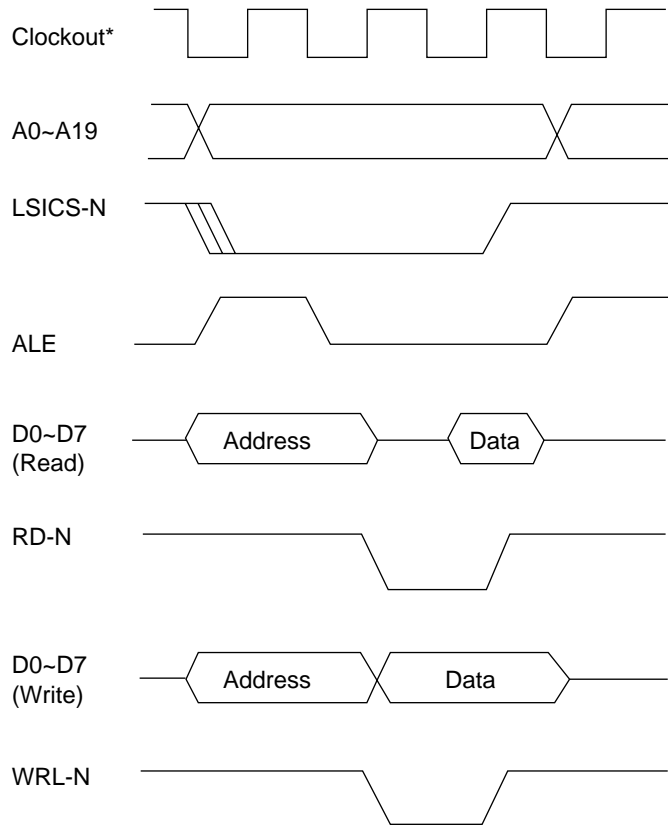 Clockout*
A0~A19
LSICS-N
ALE
D0~D7
(Read)
Address
Data
RD-N
D0~D7
(Write)
Address
Data
WRL-N